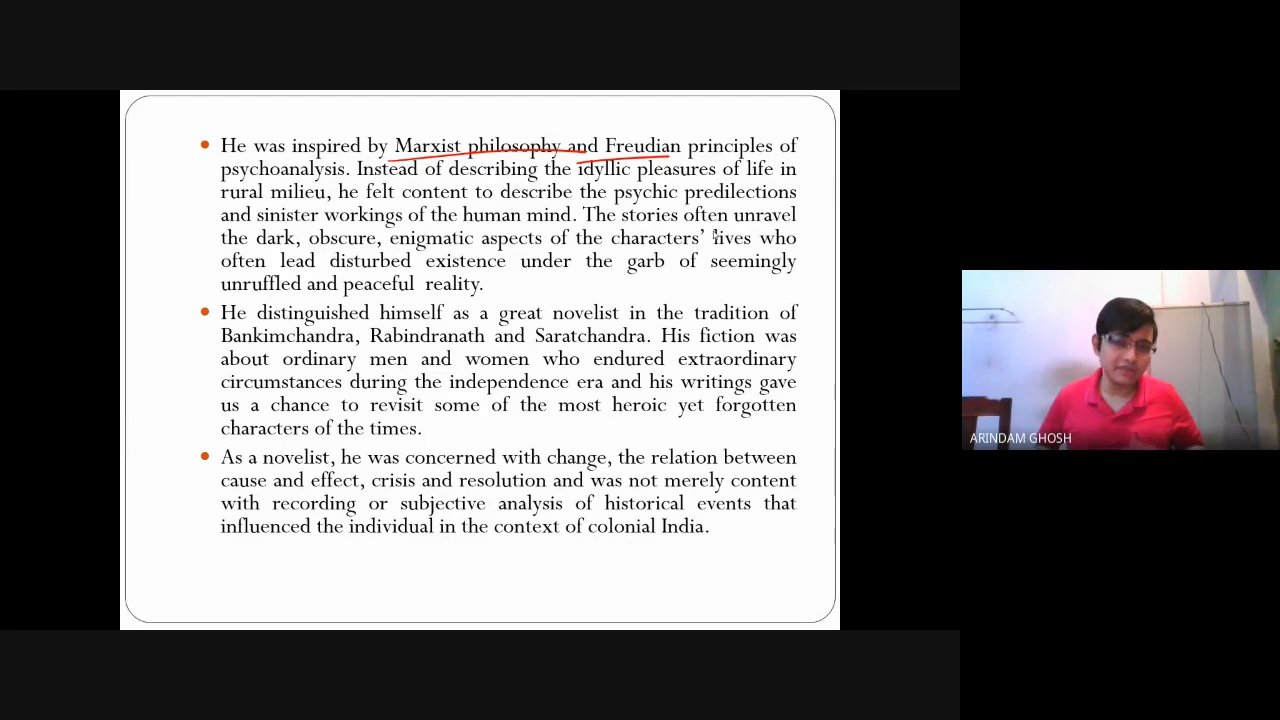 He was inspired by Marxist philosophy and Freudian principles of
psychoanalysis. Instead of describing the idyllic pleasures of life in
rural milieu, he felt content to describe the psychic predilections
and sinister workings of the human mind. The stories often unravel
the dark, obscure, enigmatic aspects of the characters’ lives who
often lead disturbed existence under the garb of seemingly
unruffled and peaceful reality.
He distinguished himself as a great novelist in the tradition of
Bankimchandra, Rabindranath and Saratchandra. His fiction was
about ordinary men and women who endured extraordinary
circumstances during the independence era and his writings gave
us a chance to revisit some of the most heroic yet forgotten
characters of the times.
As a novelist, he was concerned with change, the relation between
cause and effect, crisis and resolution and was not merely content
with recording or subjective analysis of historical events that
influenced the individual in the context of colonial India.
ARINDAM GHOSH